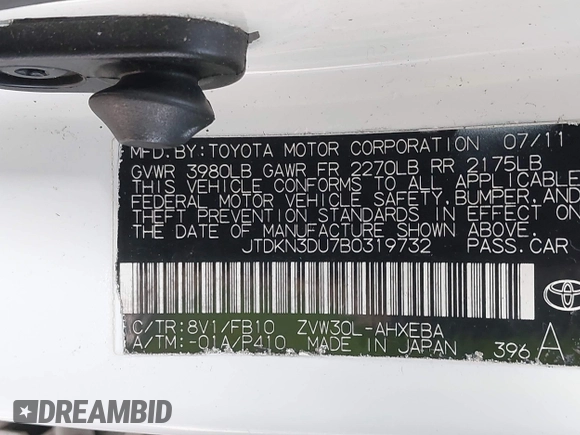 MFD.BY:TOYOTA MOTOR CORPORATION 07/11
GVWR 3980LB GAWR FR 2270LB RR 2175LB
THIS VEHICLE CONFORMS TO ALL APPLICABLE
FEDERAL MOTOR VEHICLE SAFETY,BUMPER,AND
THEFT PREVENTION STANDARDS IN EFFECT ON
THE DATE OF MANUFACTURE SHOWN ABOVE.
JTDKN3DU7B0319732 PASS.CAR
C/TR:8V1/FB10 ZVW30L-AHXEBA
A/TM:-01A/P410 MADE IN JAPAN 396 A
DREAMBID